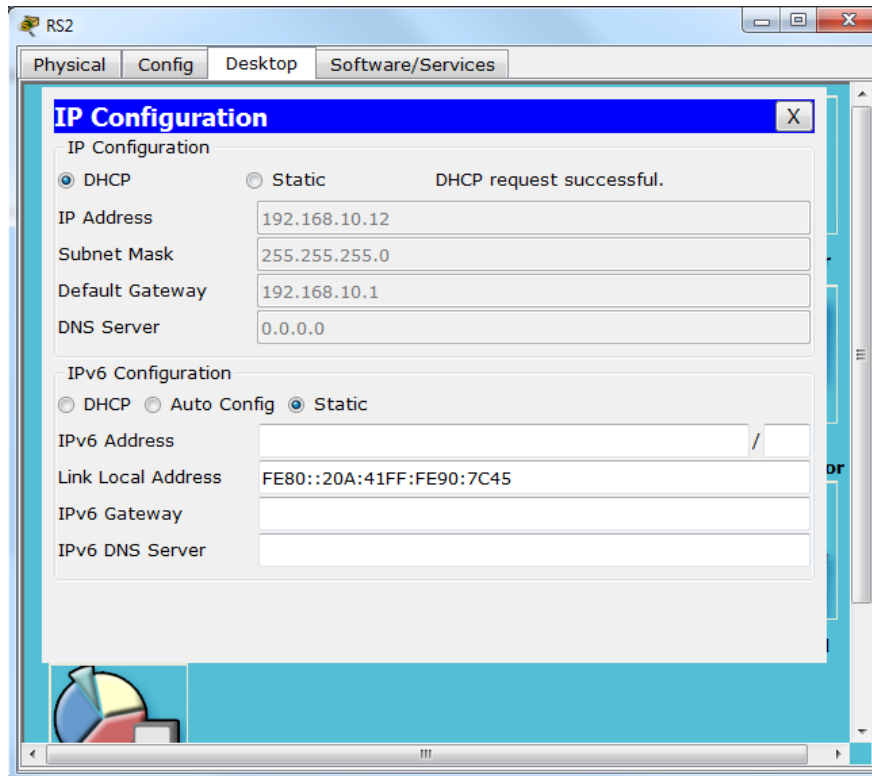 RS2
Physical Config Desktop Software/Services
IP Configuration X
IP Configuration
DHCP Static DHCP request successful.
IP Address 192.168.10.12
Subnet Mask 255.255.255.0
Default Gateway 192.168.10.1
DNS Server 0.0.0.0
IPv6 Configuration
DHCP Auto Config Static
IPv6 Address /
Link Local Address FE80::20A:41FF:FE90:7C45
IPv6 Gateway
IPv6 DNS Server
or